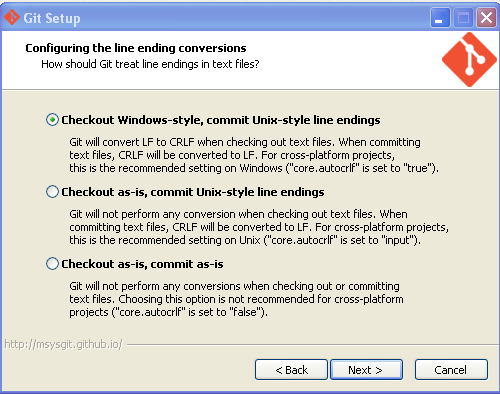 Git Setup
Configuring the line ending conversions
How should Git treat line endings in text files?
Checkout Windows-style, commit Unix-style line endings
Git will convert LF to CRLF when checking out text files. When committing
text files, CRLF will be converted to LF. For cross-platform projects,
this is the recommended setting on Windows ("core.autocrlf" is set to "true").
Checkout as-is, commit Unix-style line endings
Git will not perform any conversion when checking out text files. When
committing text files, CRLF will be converted to LF. For cross-platform projects,
this is the recommended setting on Unix ("core.autocrlf" is set to "input").
Checkout as-is, commit as-is
Git will not perform any conversions when checking out or committing
text files. Choosing this option is not recommended for cross-platform
projects ("core.autocrlf" is set to "false").
http://msysgit.github.io/
< Back Next > Cancel